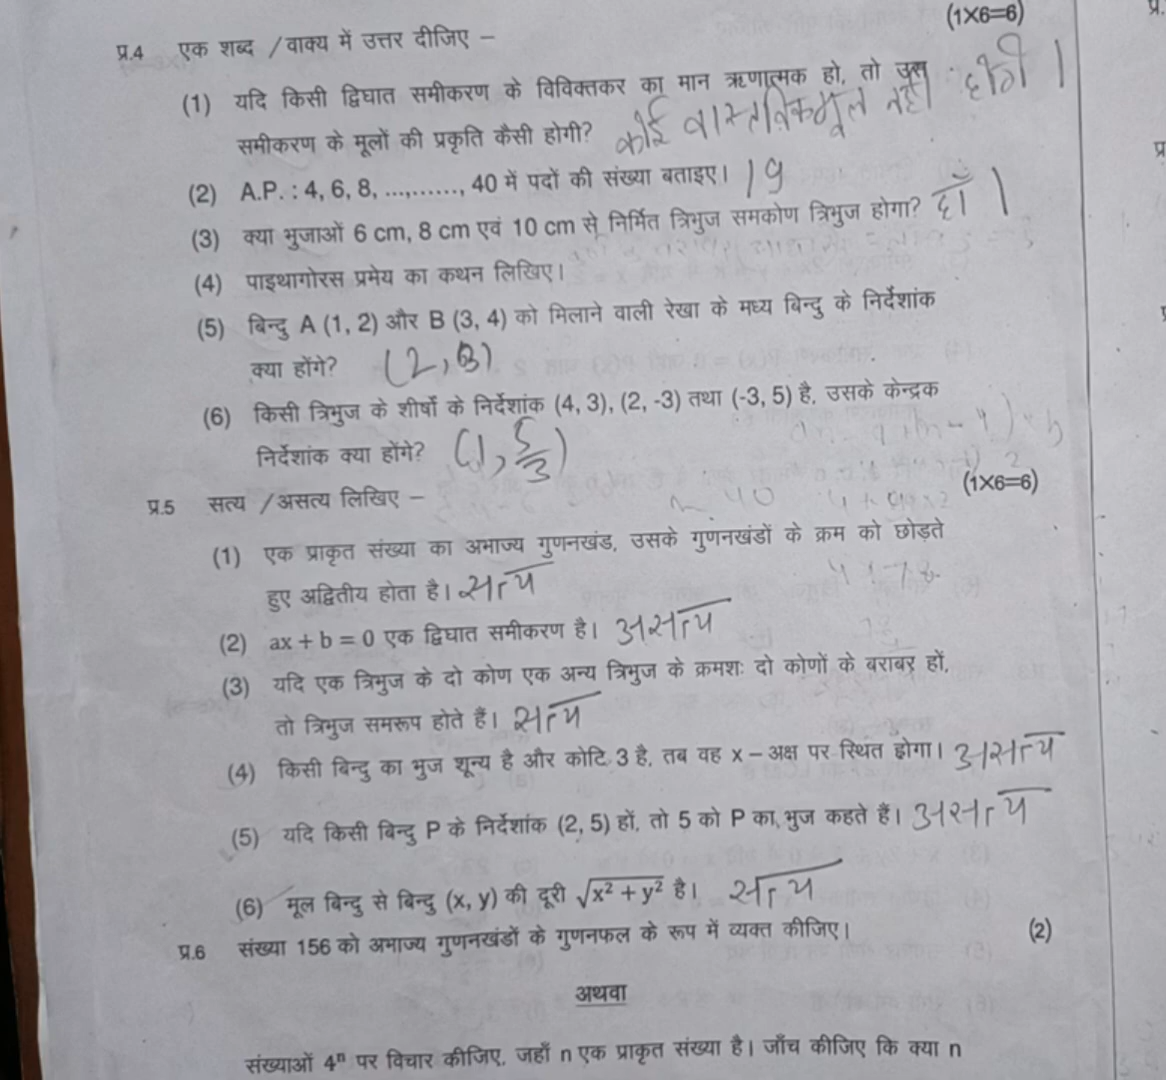 (1×6=6)
प्र.4 एक शब्द /वाक्य में उत्तर दीजिए –
(1) यदि किसी द्विघात समीकरण के विविक्तकर का मान ऋणात्मक हो, तो उस
समीकरण के मूलों की प्रकृति कैसी होगी? कोई वास्तविक मूल नहीं होगी।
(2) A.P. : 4, 6, 8, ...,......, 40 में पदों की संख्या बताइए। 19
(3) क्या भुजाओं 6 cm, 8 cm एवं 10 cm से निर्मित त्रिभुज समकोण त्रिभुज होगा? हाँ।
(4) पाइथागोरस प्रमेय का कथन लिखिए।
(5) बिन्दु A (1, 2) और B (3, 4) को मिलाने वाली रेखा के मध्य बिन्दु के निर्देशांक
क्या होंगे? (2, 3)
(6) किसी त्रिभुज के शीर्षो के निर्देशांक (4, 3), (2, -3) तथा (-3, 5) है, उसके केन्द्रक
निर्देशांक क्या होंगे? (1, 5/3)
प्र.5 सत्य /असत्य लिखिए – (1×6=6)
(1) एक प्राकृत संख्या का अभाज्य गुणनखंड, उसके गुणनखंडों के क्रम को छोड़ते
हुए अद्वितीय होता है। सत्य
(2) ax + b = 0 एक द्विघात समीकरण है। असत्य
(3) यदि एक त्रिभुज के दो कोण एक अन्य त्रिभुज के क्रमशः दो कोणों के बराबर हों,
तो त्रिभुज समरूप होते हैं। सत्य
(4) किसी बिन्दु का भुज शून्य है और कोटि 3 है, तब वह x – अक्ष पर स्थित होगा। असत्य
(5) यदि किसी बिन्दु P के निर्देशांक (2, 5) हों, तो 5 को P का भुज कहते हैं। असत्य
(6) मूल बिन्दु से बिन्दु (x, y) की दूरी √x² + y² है। सत्य
प्र.6 संख्या 156 को अभाज्य गुणनखंडों के गुणनफल के रूप में व्यक्त कीजिए। (2)
अथवा
संख्याओं 4ⁿ पर विचार कीजिए, जहाँ n एक प्राकृत संख्या है। जाँच कीजिए कि क्या n